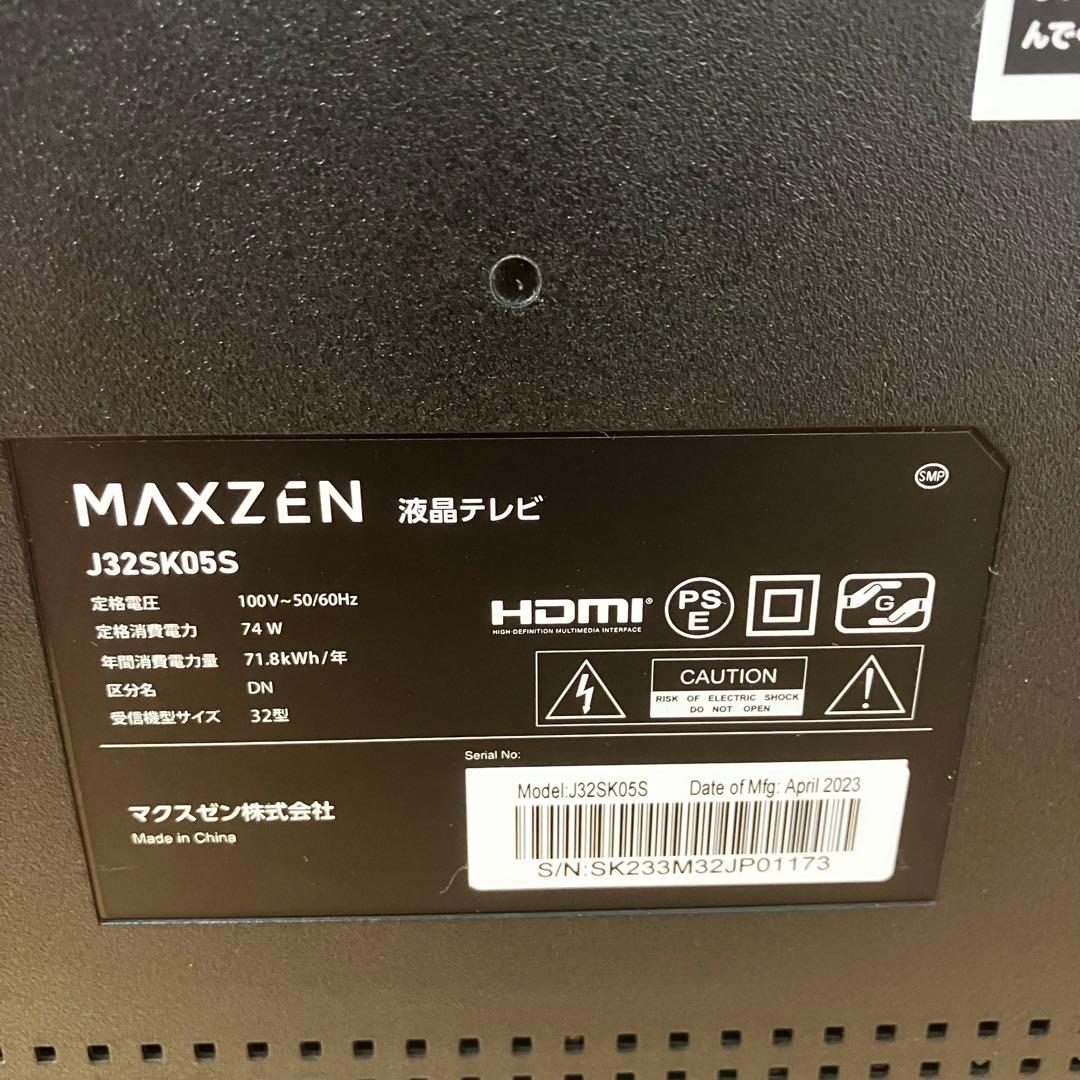 んで
SMP
MAXZEN 液晶テレビ
J32SK05S
定格電圧 100V~50/60Hz
定格消費電力 74 W
年間消費電力量 71.8kWh/年
区分名 DN
受信機型サイズ 32型
HDMI®
HIGH-DEFINITION MULTIMEDIA INTERFACE
PS
E
G
CAUTION
RISK OF ELECTRIC SHOCK
DO NOT OPEN
マクスゼン株式会社
Made in China
Serial No:
Model:J32SK05S Date of Mfg: April 2023
S/N:SK233M32JP01173